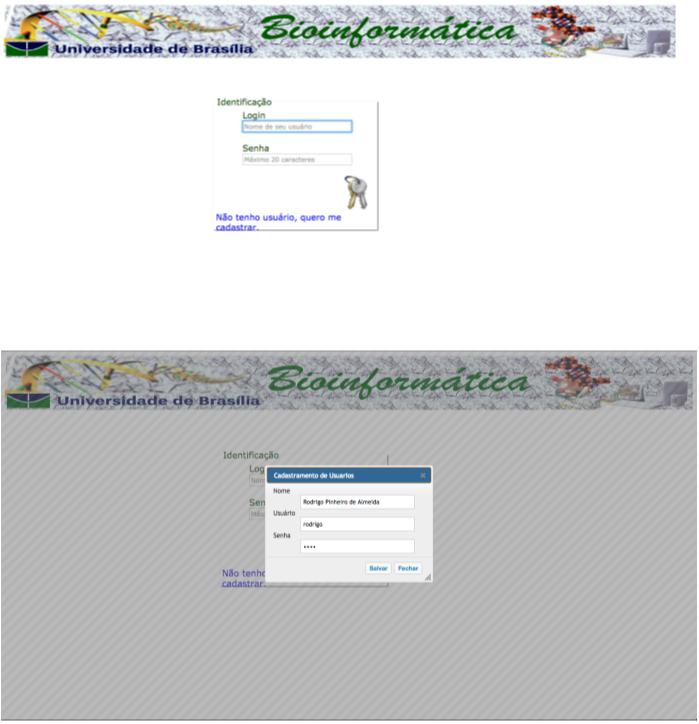 Bioinformática
Universidade de Brasília
Identificação
Login
Nome de seu usuário
Senha
Máximo 20 caracteres
Não tenho usuário, quero me
cadastrar.
Bioinformática
Universidade de Brasília
Identificação
Log
Nom
Sen
Máxi
Não tenho
cadastrar.
Cadastramento de Usuarios
Nome
Rodrigo Pinheiro de Almeida
Usuário
rodrigo
Senha
••••
Salvar Fechar